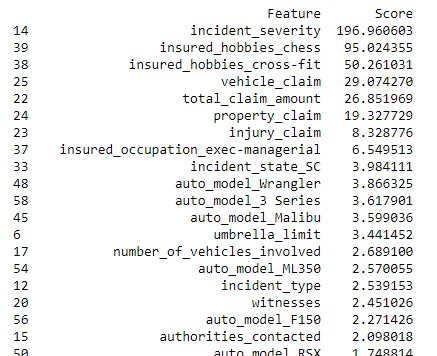 Feature Score
14 incident_severity 196.960603
39 insured_hobbies_chess 95.024355
38 insured_hobbies_cross-fit 50.261031
25 vehicle_claim 29.074270
22 total_claim_amount 26.851969
24 property_claim 19.327729
23 injury_claim 8.328776
37 insured_occupation_exec-managerial 6.549513
33 incident_state_SC 3.984111
48 auto_model_Wrangler 3.866325
58 auto_model_3 Series 3.617901
45 auto_model_Malibu 3.599036
6 umbrella_limit 3.441452
17 number_of_vehicles_involved 2.689100
54 auto_model_ML350 2.570055
12 incident_type 2.539153
20 witnesses 2.451026
56 auto_model_F150 2.271426
15 authorities_contacted 2.098018
50 auto_model_RSX 1.748814